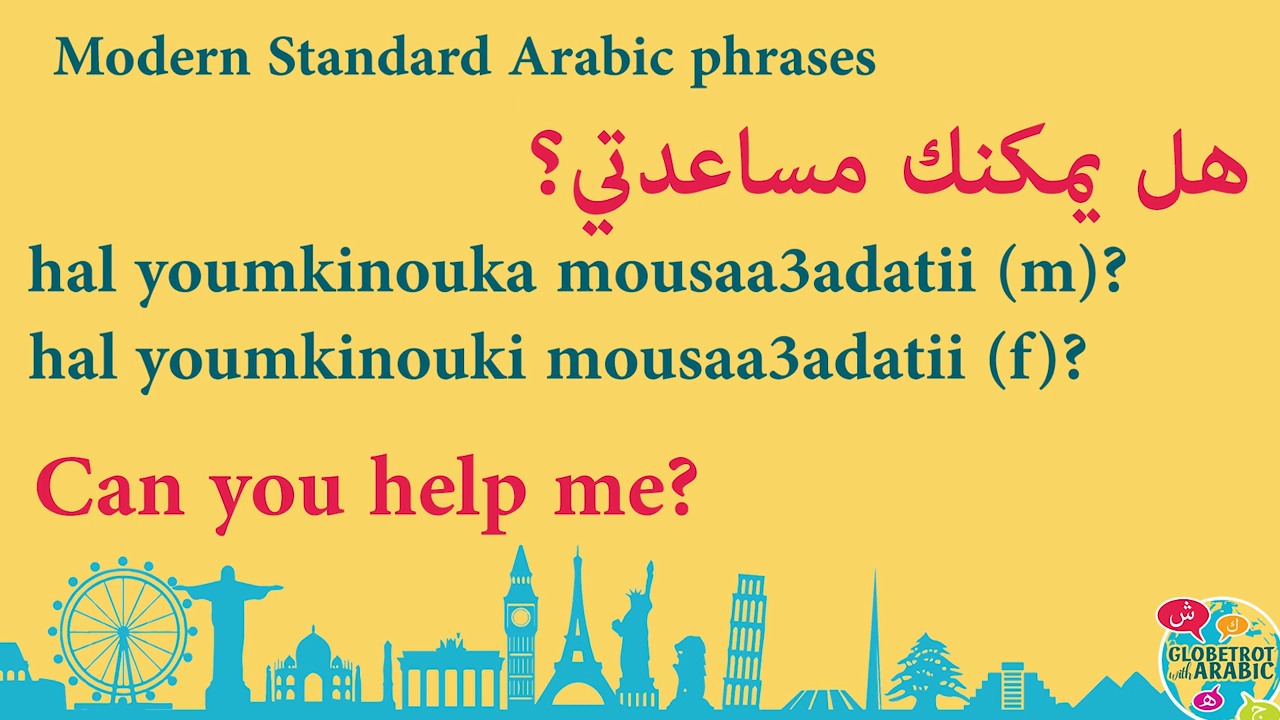 Modern Standard Arabic phrases
هل يمكنك مساعدتي؟
hal youmkinouka mousaa3adatii (m)?
hal youmkinouki mousaa3adatii (f)?
Can you help me?
ش
ك
GLOBETROT
with ARABIC
ه
ج